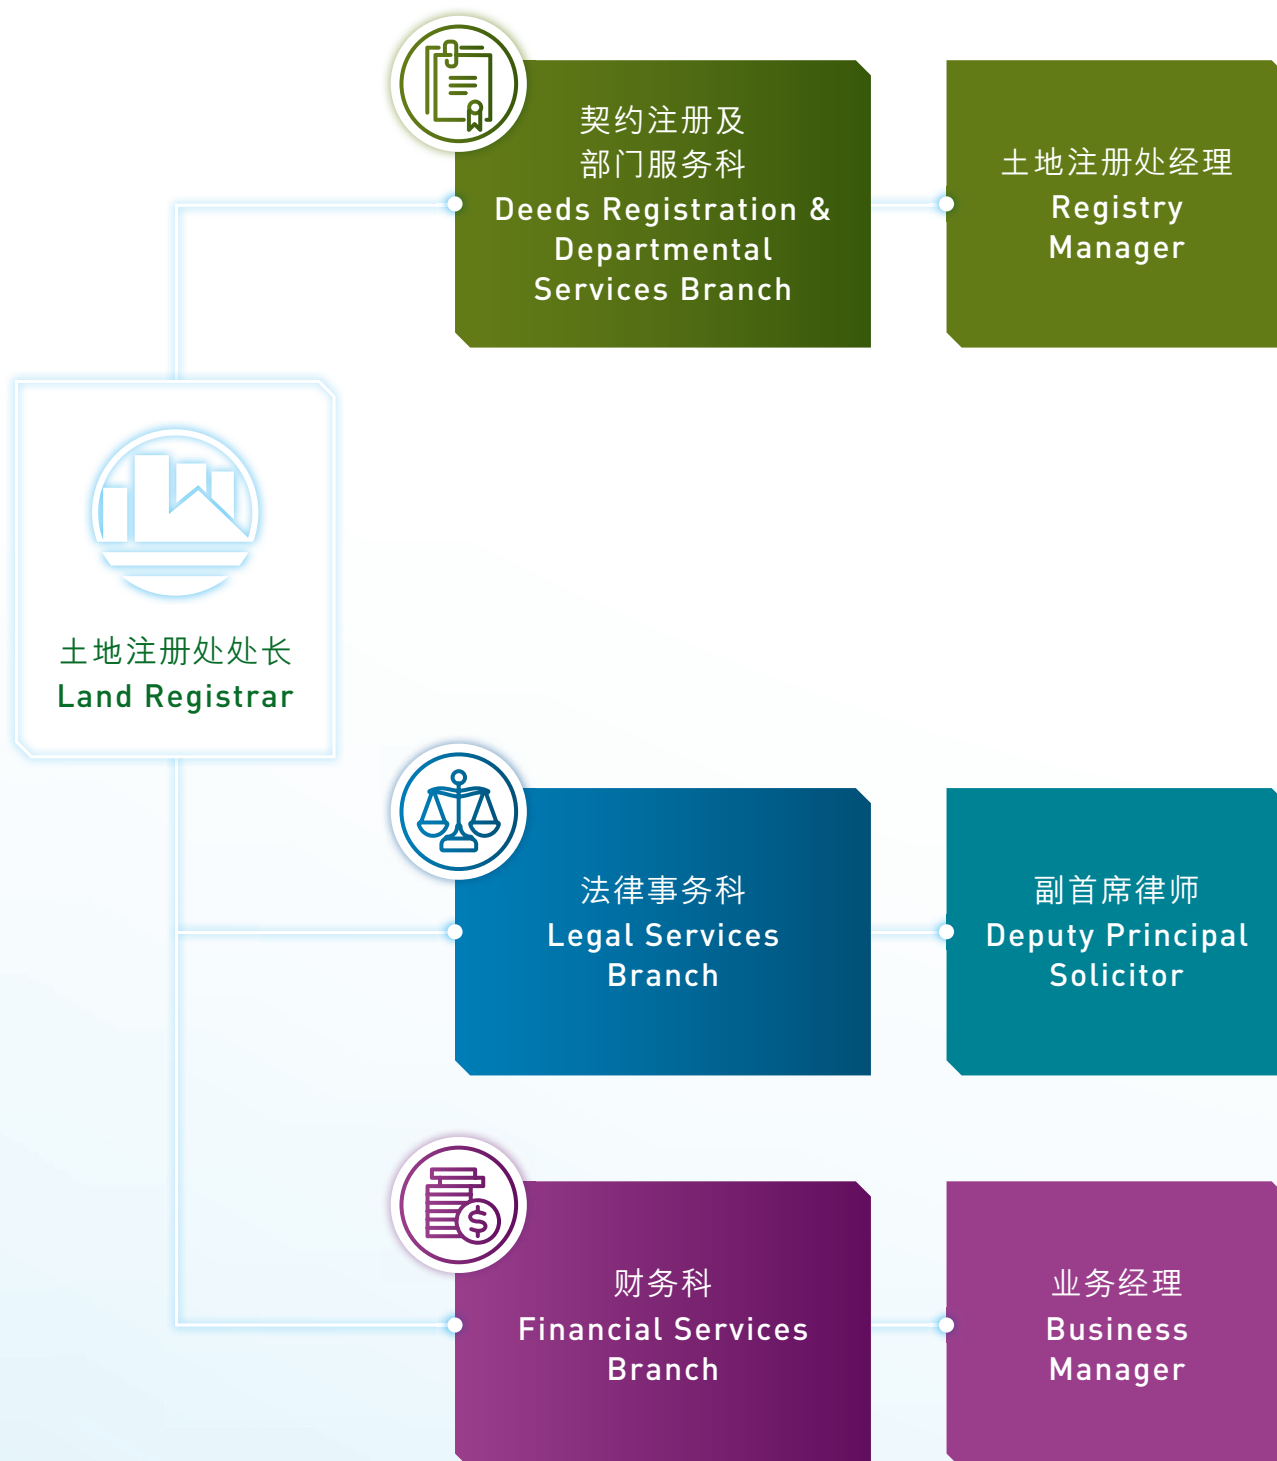 契约注册及
部门服务科
Deeds Registration &
Departmental
Services Branch
土地注册处经理
Registry
Manager
土地注册处处长
Land Registrar
法律事务科
Legal Services
Branch
副首席律师
Deputy Principal
Solicitor
财务科
Financial Services
Branch
业务经理
Business
Manager